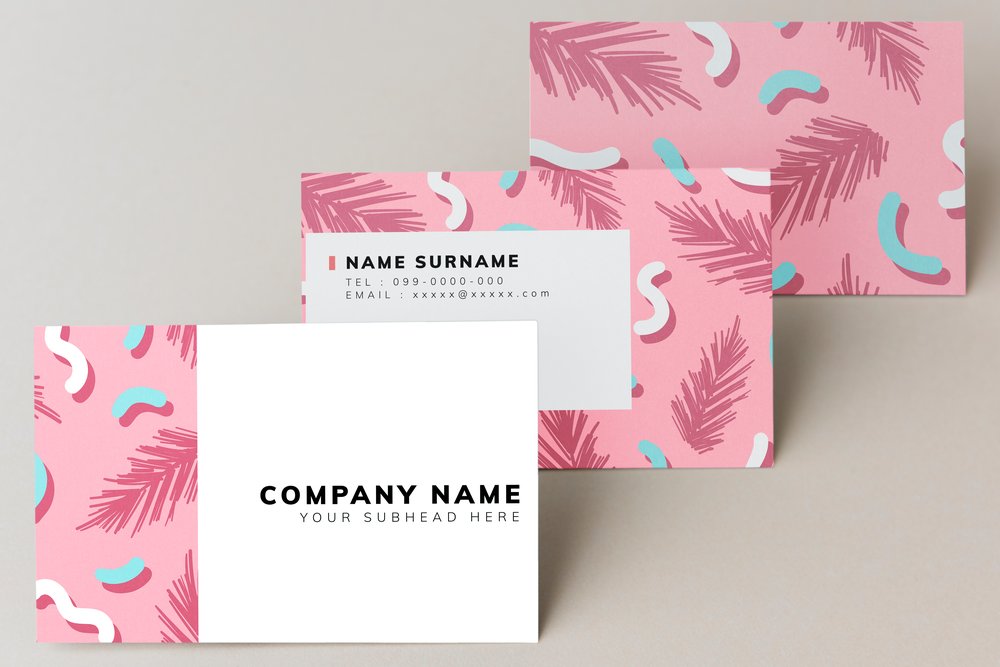 NAME SURNAME
TEL : 099-0000-000
EMAIL : xxxxx@xxxxx.com
COMPANY NAME
YOUR SUBHEAD HERE